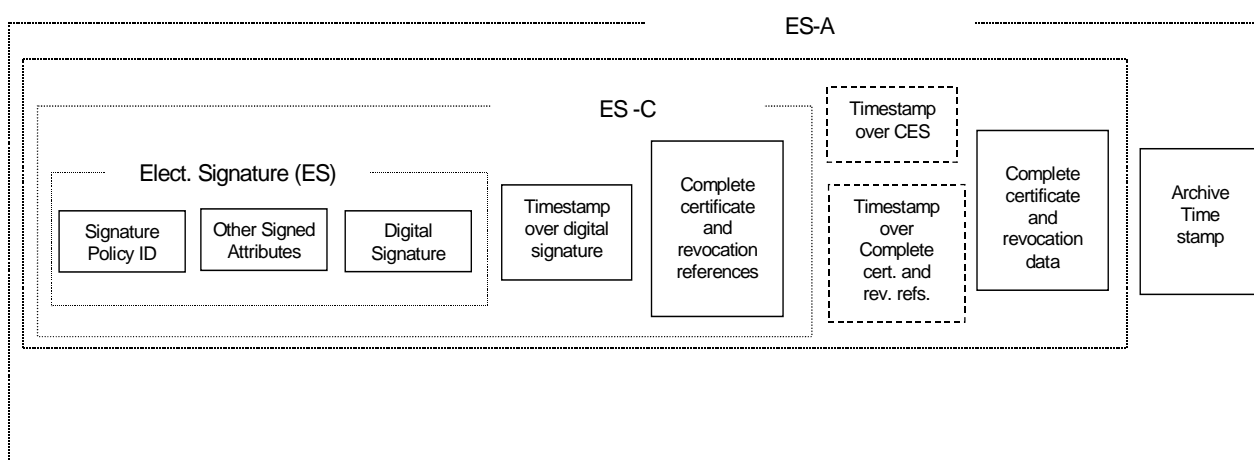 ES-A
ES -C
Elect. Signature (ES)
Signature
Policy ID
Other Signed
Attributes
Digital
Signature
Timestamp
over digital
signature
Complete
certificate
and
revocation
references
Timestamp
over CES
Timestamp
over
Complete
cert. and
rev. refs.
Complete
certificate
and
revocation
data
Archive
Time
stamp